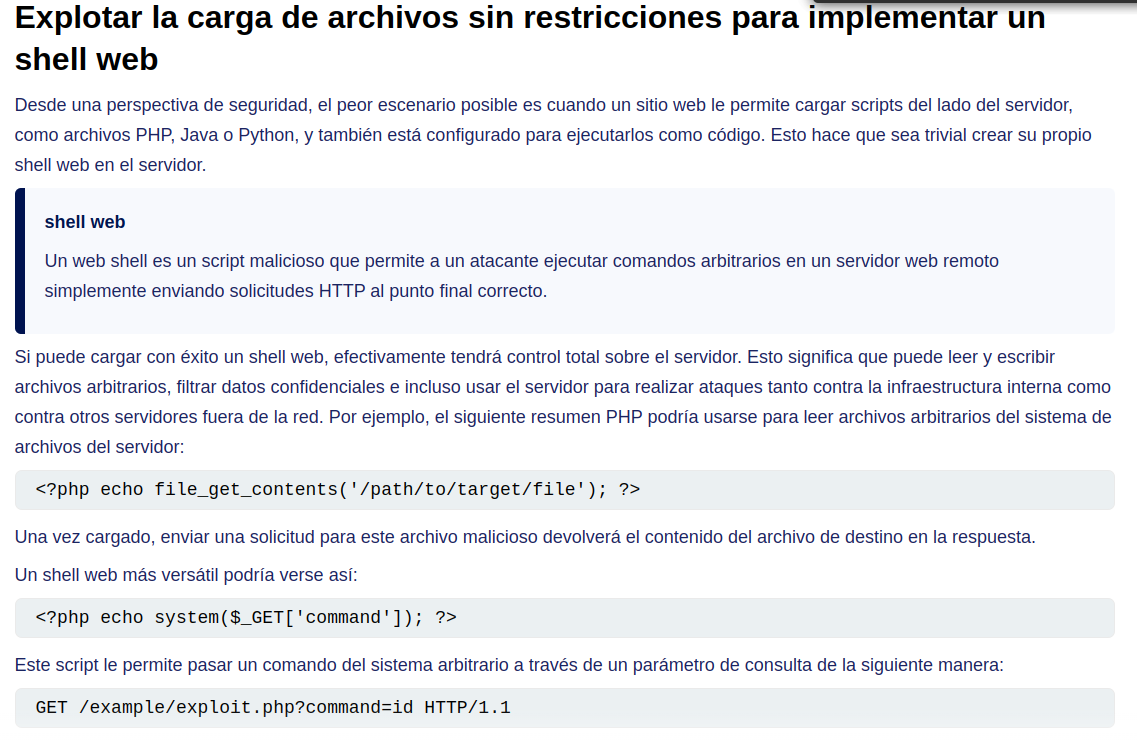 Explotar la carga de archivos sin restricciones para implementar un
shell web
Desde una perspectiva de seguridad, el peor escenario posible es cuando un sitio web le permite cargar scripts del lado del servidor,
como archivos PHP, Java o Python, y también está configurado para ejecutarlos como código. Esto hace que sea trivial crear su propio
shell web en el servidor.
shell web
Un web shell es un script malicioso que permite a un atacante ejecutar comandos arbitrarios en un servidor web remoto
simplemente enviando solicitudes HTTP al punto final correcto.
Si puede cargar con éxito un shell web, efectivamente tendrá control total sobre el servidor. Esto significa que puede leer y escribir
archivos arbitrarios, filtrar datos confidenciales e incluso usar el servidor para realizar ataques tanto contra la infraestructura interna como
contra otros servidores fuera de la red. Por ejemplo, el siguiente resumen PHP podría usarse para leer archivos arbitrarios del sistema de
archivos del servidor:
<?php echo file_get_contents('/path/to/target/file'); ?>
Una vez cargado, enviar una solicitud para este archivo malicioso devolverá el contenido del archivo de destino en la respuesta.
Un shell web más versátil podría verse así:
<?php echo system($_GET['command']); ?>
Este script le permite pasar un comando del sistema arbitrario a través de un parámetro de consulta de la siguiente manera:
GET /example/exploit.php?command=id HTTP/1.1